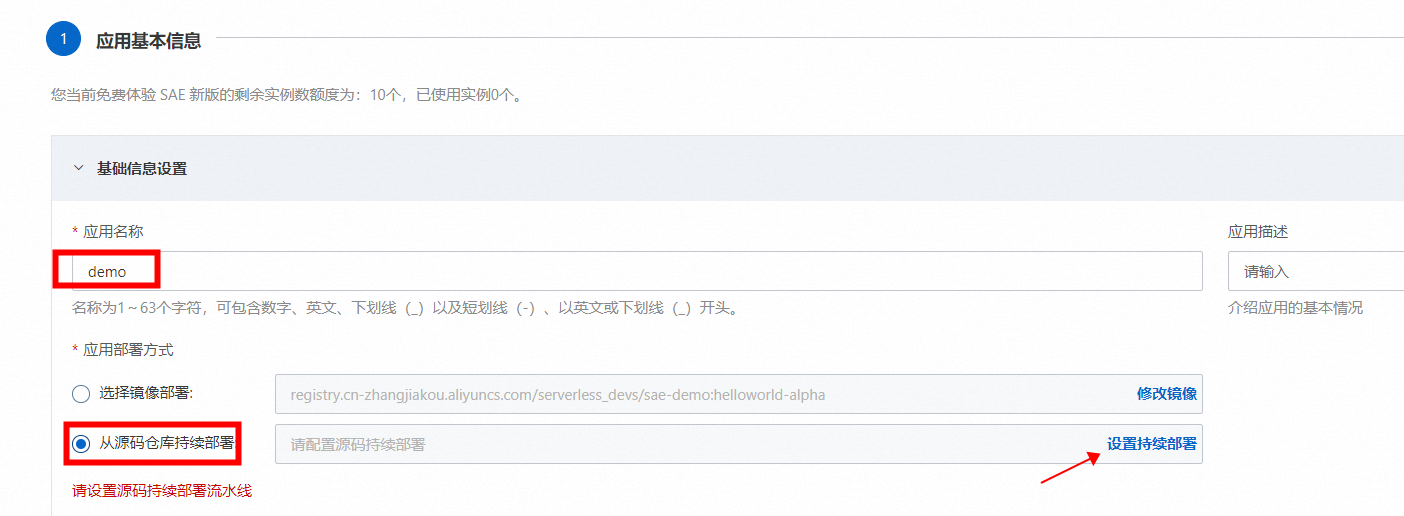 1 应用基本信息
您当前免费体验 SAE 新版的剩余实例数额度为：10个，已使用实例0个。
基础信息设置
* 应用名称
应用描述
demo
请输入
名称为1～63个字符，可包含数字、英文、下划线（_）以及短划线（-）、以英文或下划线（_）开头。
介绍应用的基本情况
* 应用部署方式
选择镜像部署: registry.cn-zhangjiakou.aliyuncs.com/serverless_devs/sae-demo:helloworld-alpha 修改镜像
从源码仓库持续部署 请配置源码持续部署 设置持续部署
请设置源码持续部署流水线